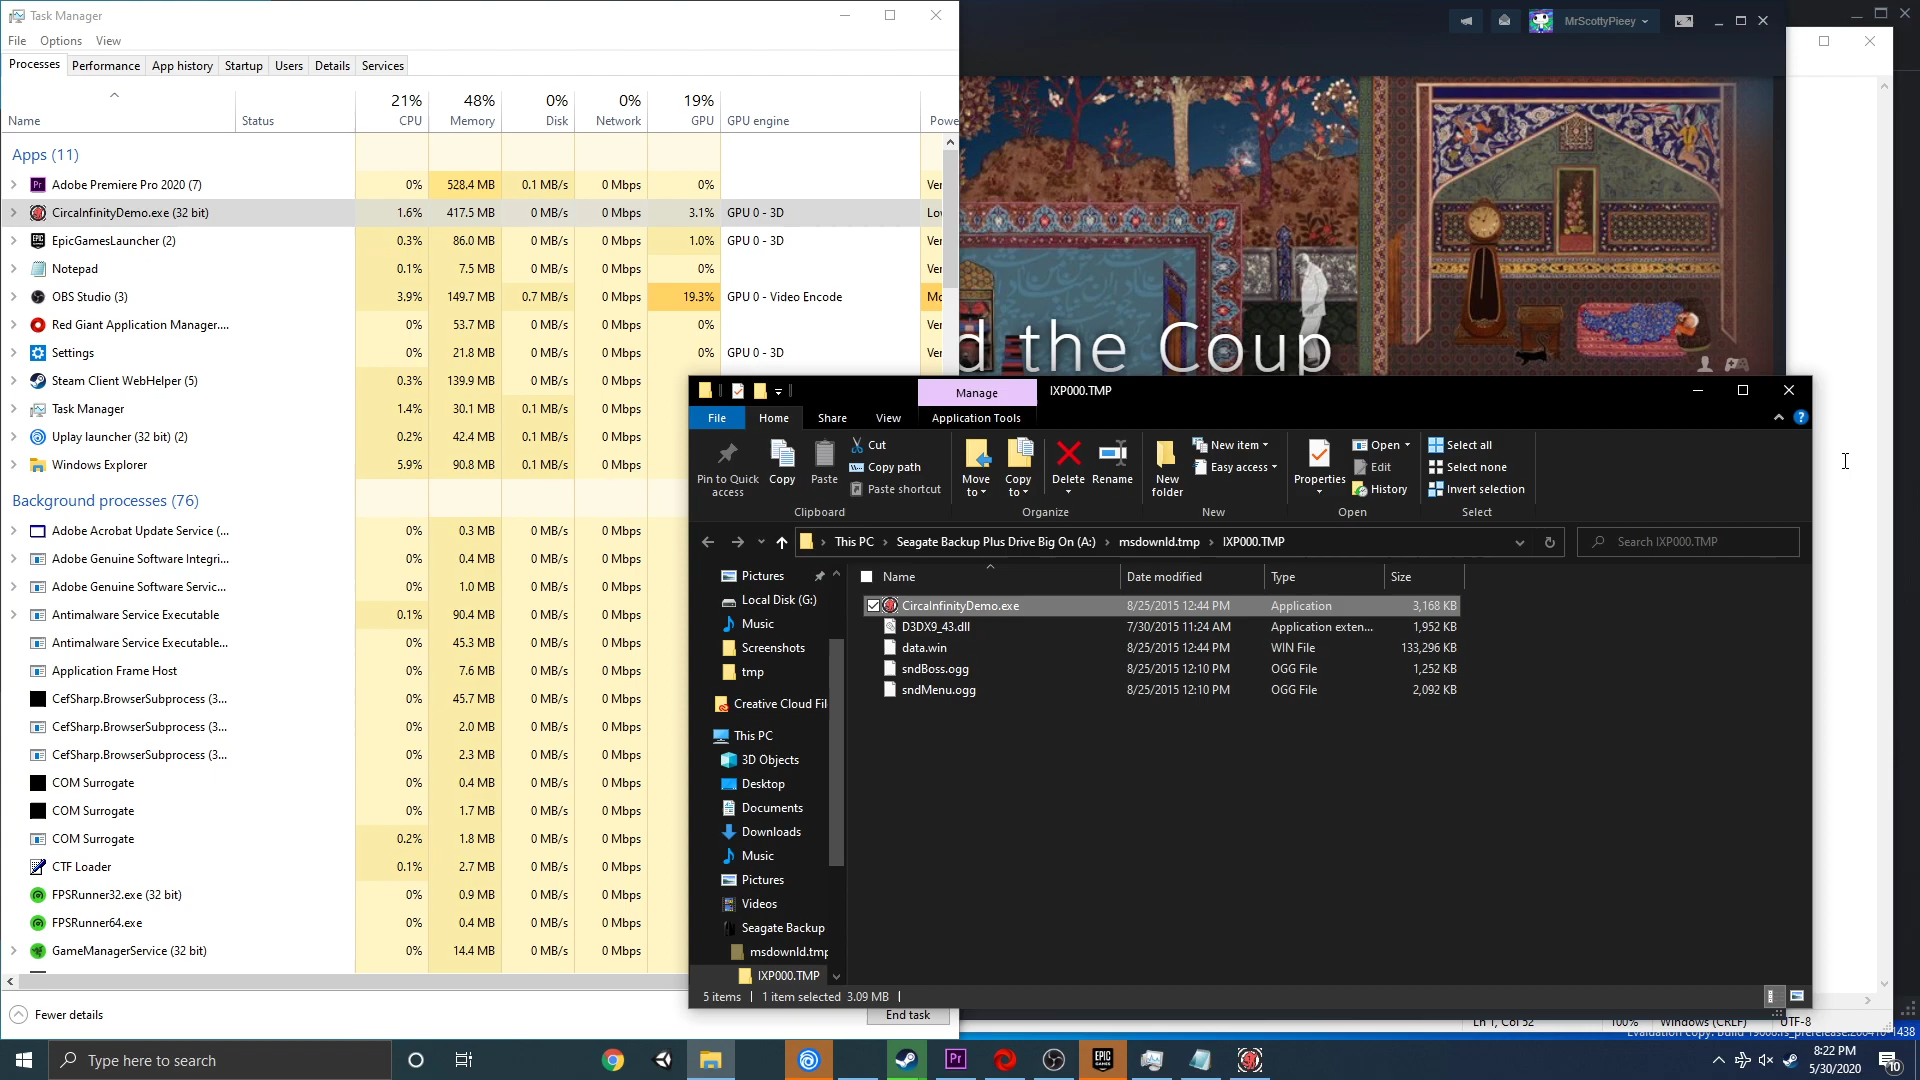 Task Manager
File Options View
Processes Performance App history Startup Users Details Services
21% 48% 0% 0% 19%
Name Status CPU Memory Disk Network GPU GPU engine Powe
Apps (11)
Adobe Premiere Pro 2020 (7) 0% 528.4 MB 0.1 MB/s 0 Mbps 0% Ver
CircaInfinityDemo.exe (32 bit) 1.6% 417.5 MB 0 MB/s 0 Mbps 3.1% GPU 0 - 3D Lo
EpicGamesLauncher (2) 0.3% 86.0 MB 0 MB/s 0 Mbps 1.0% GPU 0 - 3D Ver
Notepad 0.1% 7.5 MB 0 MB/s 0 Mbps 0% Ver
OBS Studio (3) 3.9% 149.7 MB 0.7 MB/s 0 Mbps 19.3% GPU 0 - Video Encode Mo
Red Giant Application Manager.... 0% 53.7 MB 0 MB/s 0 Mbps 0% Ver
Settings 0% 21.8 MB 0 MB/s 0 Mbps 0% GPU 0 - 3D Ver
Steam Client WebHelper (5) 0.3% 139.9 MB 0 MB/s 0 Mbps
Task Manager 1.4% 30.1 MB 0.1 MB/s 0 Mbps
Uplay launcher (32 bit) (2) 0.2% 42.4 MB 0 MB/s 0 Mbps
Windows Explorer 5.9% 90.8 MB 0.1 MB/s 0 Mbps
Background processes (76)
Adobe Acrobat Update Service (... 0% 0.3 MB 0 MB/s 0 Mbps
Adobe Genuine Software Integri... 0% 0.4 MB 0 MB/s 0 Mbps
Adobe Genuine Software Servic... 0% 1.0 MB 0 MB/s 0 Mbps
Antimalware Service Executable 0.1% 90.4 MB 0 MB/s 0 Mbps
Antimalware Service Executable... 0% 45.3 MB 0 MB/s 0 Mbps
Application Frame Host 0% 7.6 MB 0 MB/s 0 Mbps
CefSharp.BrowserSubprocess (3... 0% 45.7 MB 0 MB/s 0 Mbps
CefSharp.BrowserSubprocess (3... 0% 2.0 MB 0 MB/s 0 Mbps
CefSharp.BrowserSubprocess (3... 0% 2.3 MB 0 MB/s 0 Mbps
COM Surrogate 0% 0.4 MB 0 MB/s 0 Mbps
COM Surrogate 0% 1.7 MB 0 MB/s 0 Mbps
COM Surrogate 0.2% 1.8 MB 0 MB/s 0 Mbps
CTF Loader 0.1% 2.7 MB 0 MB/s 0 Mbps
FPSRunner32.exe (32 bit) 0% 0.9 MB 0 MB/s 0 Mbps
FPSRunner64.exe 0% 0.4 MB 0 MB/s 0 Mbps
GameManagerService (32 bit) 0% 14.4 MB 0 MB/s 0 Mbps
Fewer details End task
MrScottyPieey
d the Coup
Manage IXP000.TMP
File Home Share View Application Tools
Pin to Quick access Copy Paste Cut Copy path Paste shortcut
Move to Copy to Delete Rename
New folder New item Easy access
Properties Open Edit History
Select all Select none Invert selection
Clipboard Organize New Open Select
This PC Seagate Backup Plus Drive Big On (A:) msdownld.tmp IXP000.TMP
Search IXP000.TMP
Name Date modified Type Size
CircaInfinityDemo.exe 8/25/2015 12:44 PM Application 3,168 KB
D3DX9_43.dll 7/30/2015 11:24 AM Application exten... 1,952 KB
data.win 8/25/2015 12:44 PM WIN File 133,296 KB
sndBoss.ogg 8/25/2015 12:10 PM OGG File 1,252 KB
sndMenu.ogg 8/25/2015 12:10 PM OGG File 2,092 KB
Pictures
Local Disk (G:)
Music
Screenshots
tmp
Creative Cloud Fil
This PC
3D Objects
Desktop
Documents
Downloads
Music
Pictures
Videos
Seagate Backup
msdownld.tmp
IXP000.TMP
5 items 1 item selected 3.09 MB
Ln 1, Col 52 100% Windows (CRLF) UTF-8
Type here to search
Pr
EPIC GAMES
8:22 PM
5/30/2020
10